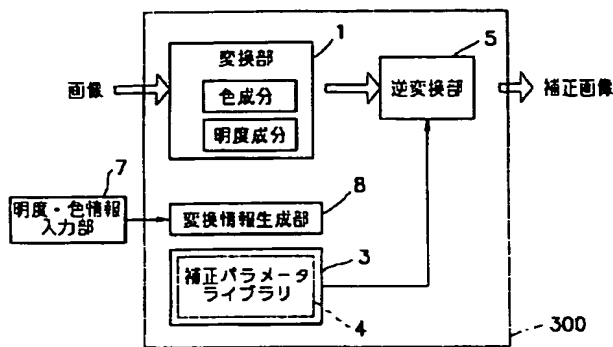 1
5
変換部
画像
色成分
明度成分
逆変換部
補正画像
7
明度・色情報
入力部
8
変換情報生成部
3
補正パラメータ
ライブラリ
4
300